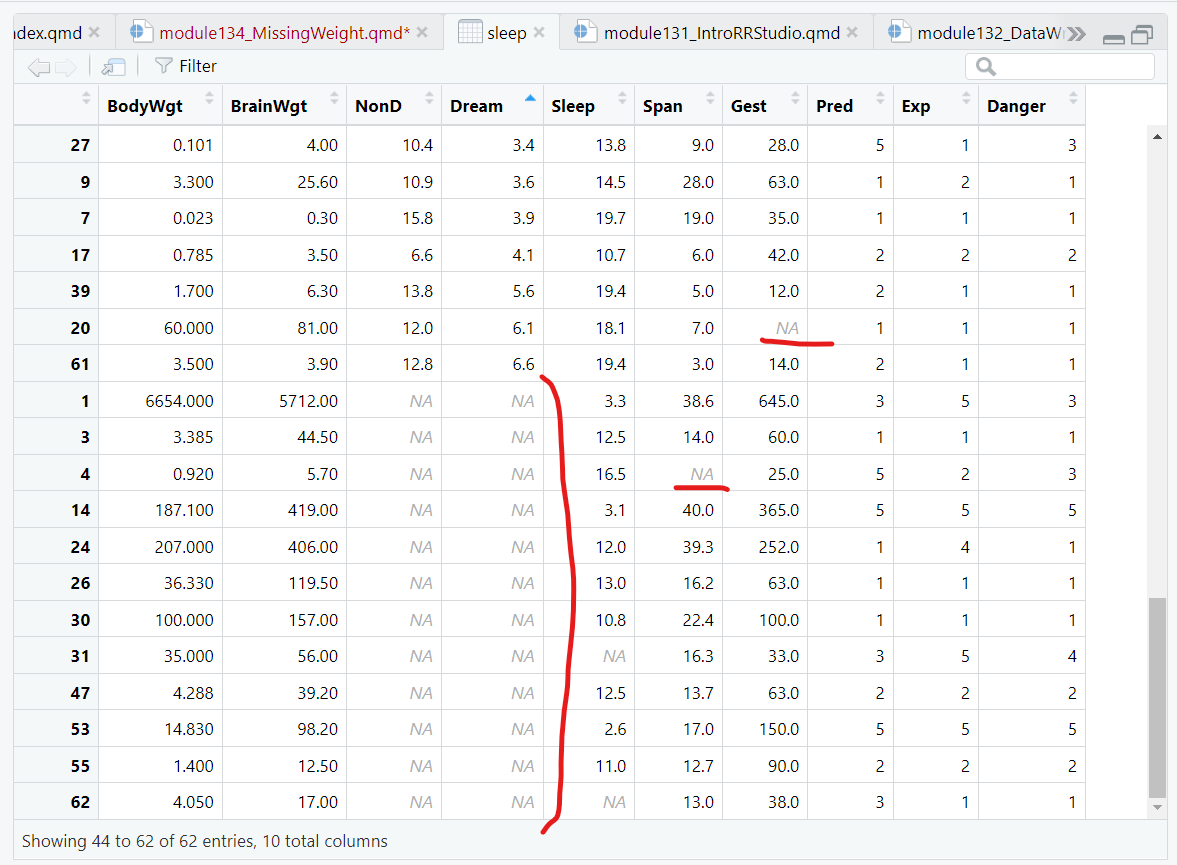 ndex.qmd module134_MissingWeight.qmd* sleep module131_IntroRRStudio.qmd module132_DataW
Filter
BodyWgt BrainWgt NonD Dream Sleep Span Gest Pred Exp Danger
27 0.101 4.00 10.4 3.4 13.8 9.0 28.0 5 1 3
9 3.300 25.60 10.9 3.6 14.5 28.0 63.0 1 2 1
7 0.023 0.30 15.8 3.9 19.7 19.0 35.0 1 1 1
17 0.785 3.50 6.6 4.1 10.7 6.0 42.0 2 2 2
39 1.700 6.30 13.8 5.6 19.4 5.0 12.0 2 1 1
20 60.000 81.00 12.0 6.1 18.1 7.0 NA 1 1 1
61 3.500 3.90 12.8 6.6 19.4 3.0 14.0 2 1 1
1 6654.000 5712.00 NA NA 3.3 38.6 645.0 3 5 3
3 3.385 44.50 NA NA 12.5 14.0 60.0 1 1 1
4 0.920 5.70 NA NA 16.5 NA 25.0 5 2 3
14 187.100 419.00 NA NA 3.1 40.0 365.0 5 5 5
24 207.000 406.00 NA NA 12.0 39.3 252.0 1 4 1
26 36.330 119.50 NA NA 13.0 16.2 63.0 1 1 1
30 100.000 157.00 NA NA 10.8 22.4 100.0 1 1 1
31 35.000 56.00 NA NA NA 16.3 33.0 3 5 4
47 4.288 39.20 NA NA 12.5 13.7 63.0 2 2 2
53 14.830 98.20 NA NA 2.6 17.0 150.0 5 5 5
55 1.400 12.50 NA NA 11.0 12.7 90.0 2 2 2
62 4.050 17.00 NA NA NA 13.0 38.0 3 1 1
Showing 44 to 62 of 62 entries, 10 total columns